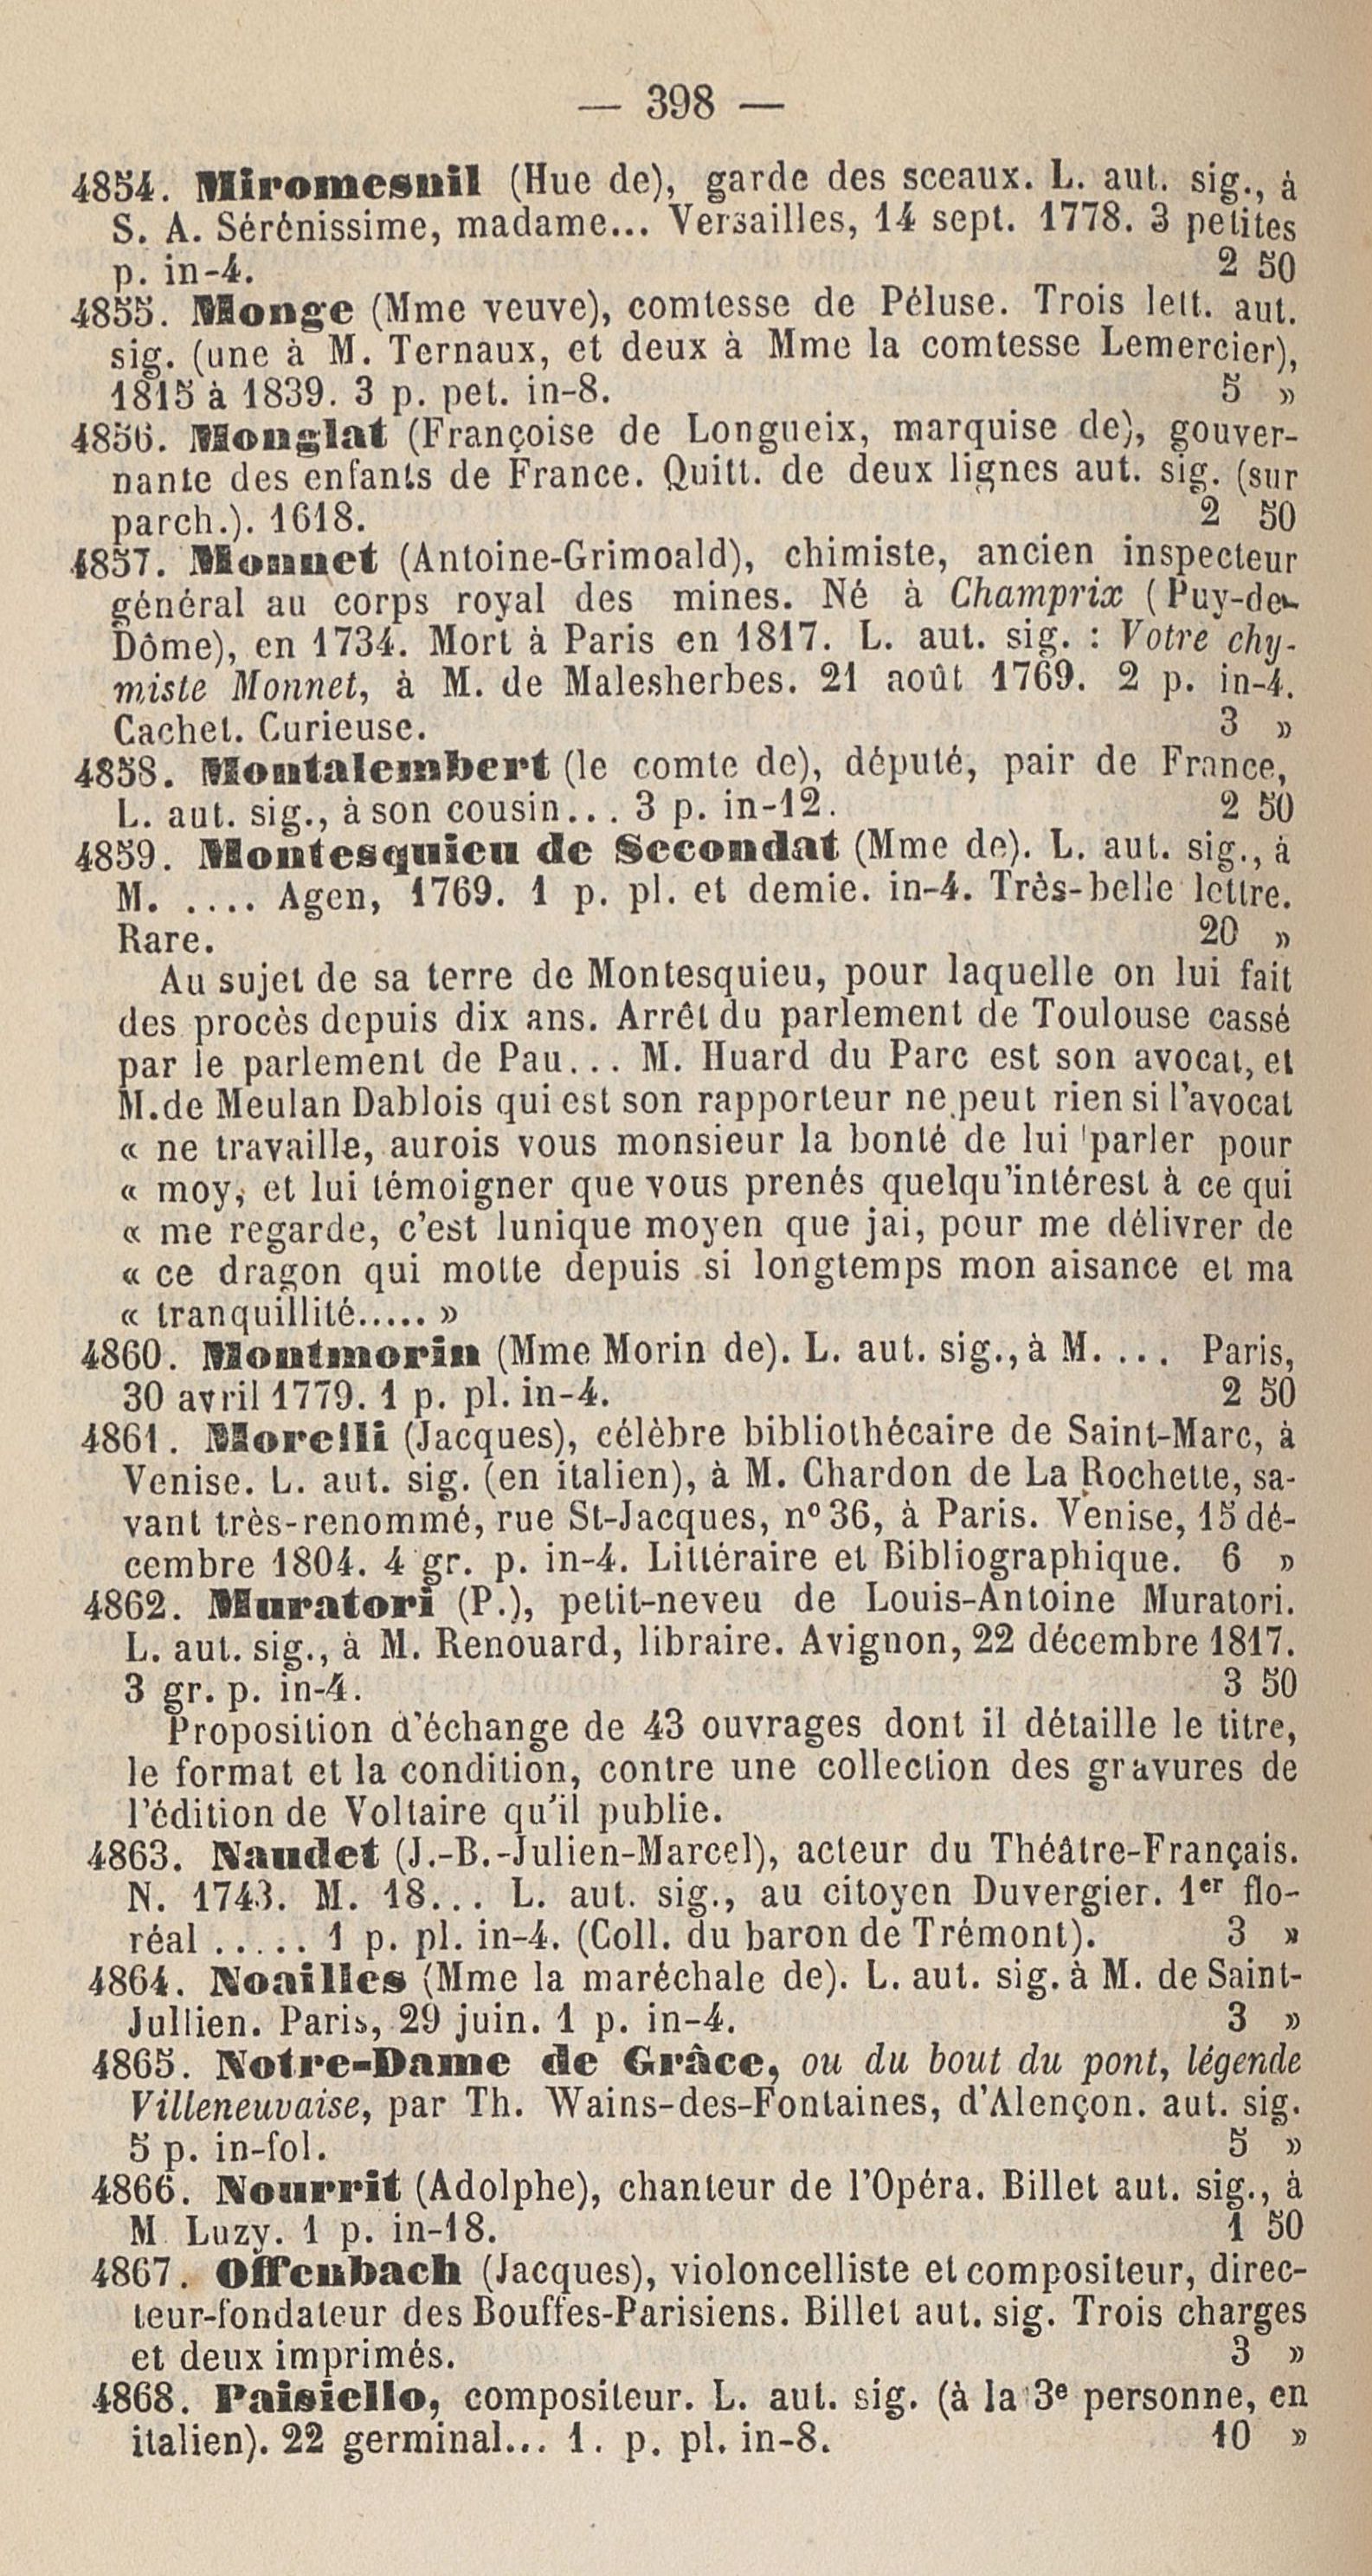 — 398 —
4854. Miromesnil (Hue de), garde des sceaux. L. aut. sig., à
S. A. Sérénissime, madame... Versailles, 14 sept. 1778. 3 petites
p. in-4. 2 50
4855. Monge (Mme veuve), comtesse de Péluse. Trois lett. aut.
sig. (une à M. Ternaux, et deux à Mme la comtesse Lemercier),
1815 à 1839. 3 p. pet. in-8. 5 »
4856. Monglat (Françoise de Longueix, marquise de), gouver-
nante des enfants de France. Quitt. de deux lignes aut. sig. (sur
parch.). 1618. 2 50
4857. Monnet (Antoine-Grimoald), chimiste, ancien inspecteur
général au corps royal des mines. Né à Champrix (Puy-de-
Dôme), en 1734. Mort à Paris en 1817. L. aut. sig. : Votre chy-
miste Monnet, à M. de Malesherbes. 21 août 1769. 2 p. in-4.
Cachet. Curieuse. 3 »
4858. Montalembert (le comte de), député, pair de France,
L. aut. sig., à son cousin... 3 p. in-12. 2 50
4859. Montesquieu de Secondat (Mme de). L. aut. sig., à
M. .... Agen, 1769. 1 p. pl. et demie. in-4. Très-belle lettre.
Rare. 20 »
Au sujet de sa terre de Montesquieu, pour laquelle on lui fait
des procès depuis dix ans. Arrêt du parlement de Toulouse cassé
par le parlement de Pau... M. Huard du Parc est son avocat, et
M. de Meulan Dablois qui est son rapporteur ne peut rien si l'avocat
« ne travaille, aurois vous monsieur la bonté de lui parler pour
« moy, et lui témoigner que vous prenés quelqu'intérest à ce qui
« me regarde, c'est lunique moyen que jai, pour me délivrer de
« ce dragon qui motte depuis si longtemps mon aisance et ma
« tranquillité..... »
4860. Montmorin (Mme Morin de). L. aut. sig., à M. ... Paris,
30 avril 1779. 1 p. pl. in-4. 2 50
4861. Morelli (Jacques), célèbre bibliothécaire de Saint-Marc, à
Venise. L. aut. sig. (en italien), à M. Chardon de La Rochette, sa-
vant très-renommé, rue St-Jacques, nº 36, à Paris. Venise, 15 dé-
cembre 1804. 4 gr. p. in-4. Littéraire et Bibliographique. 6 »
4862. Muratori (P.), petit-neveu de Louis-Antoine Muratori.
L. aut. sig., à M. Renouard, libraire. Avignon, 22 décembre 1817.
3 gr. p. in-4. 3 50
Proposition d'échange de 43 ouvrages dont il détaille le titre,
le format et la condition, contre une collection des gravures de
l'édition de Voltaire qu'il publie.
4863. Naudet (J.-B.-Julien-Marcel), acteur du Théâtre-Français.
N. 1743. M. 18... L. aut. sig., au citoyen Duvergier. 1er flo-
réal ..... 1 p. pl. in-4. (Coll. du baron de Trémont). 3 »
4864. Noailles (Mme la maréchale de). L. aut. sig. à M. de Saint-
Jullien. Paris, 29 juin. 1 p. in-4. 3 »
4865. Notre-Dame de Grâce, ou du bout du pont, légende
Villeneuvaise, par Th. Wains-des-Fontaines, d'Alençon. aut. sig.
5 p. in-fol. 5 »
4866. Nourrit (Adolphe), chanteur de l'Opéra. Billet aut. sig., à
M Luzy. 1 p. in-18. 1 50
4867. Offenbach (Jacques), violoncelliste et compositeur, direc-
teur-fondateur des Bouffes-Parisiens. Billet aut. sig. Trois charges
et deux imprimés. 3 »
4868. Paisiello, compositeur. L. aut. sig. (à la 3e personne, en
italien). 22 germinal... 1. p. pl. in-8. 10 »